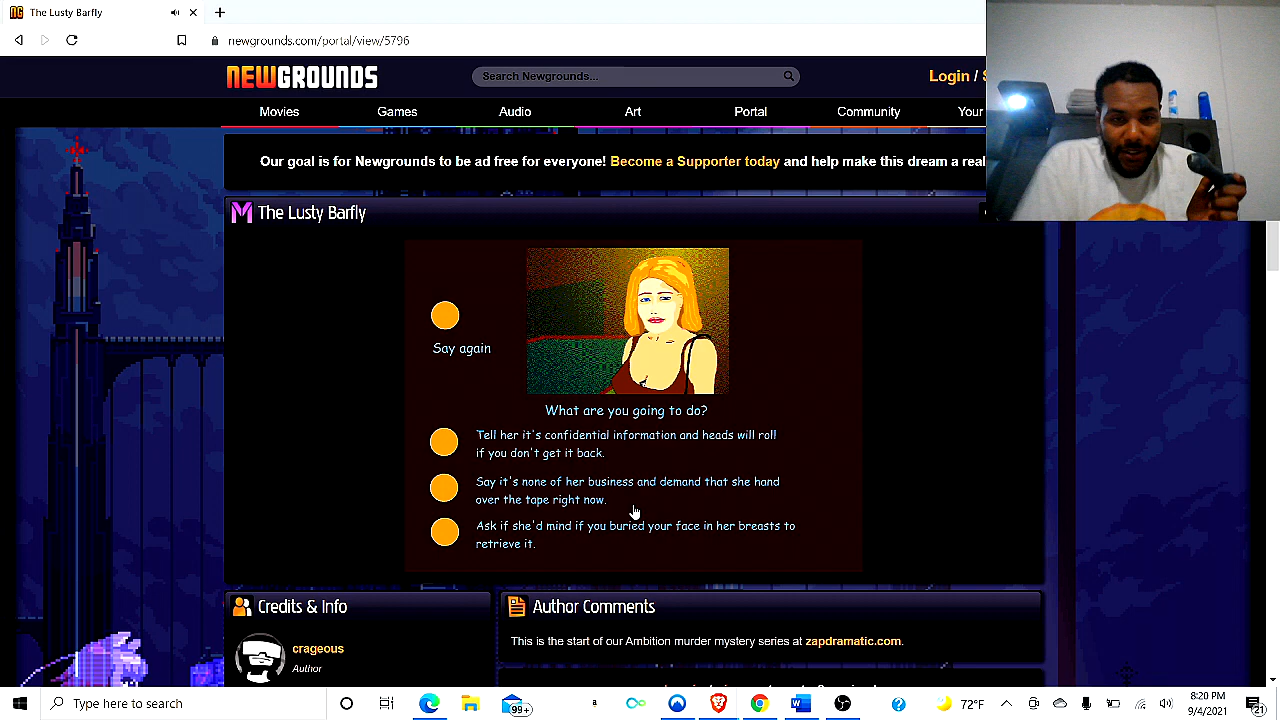 The Lusty Barfly
newgrounds.com/portal/view/5796
NEWGROUNDS
Search Newgrounds...
Login /
Movies
Games
Audio
Art
Portal
Community
Your
Our goal is for Newgrounds to be ad free for everyone! Become a Supporter today and help make this dream a real
The Lusty Barfly
Say again
What are you going to do?
Tell her it's confidential information and heads will roll
if you don't get it back.
Say it's none of her business and demand that she hand
over the tape right now.
Ask if she'd mind if you buried your face in her breasts to
retrieve it.
Credits & Info
Author Comments
crageous
Author
This is the start of our Ambition murder mystery series at zapdramatic.com.
Type here to search
99+
72°F
8:20 PM
9/4/2021
21